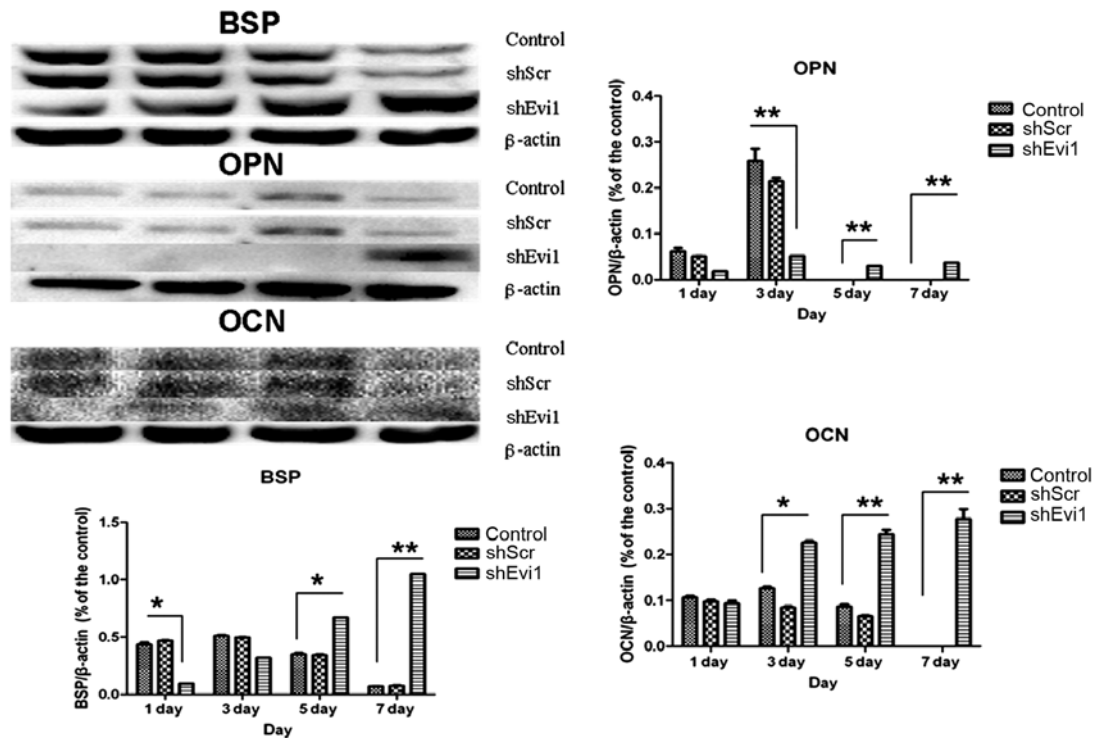 BSP
Control
shScr
shEvi1
β-actin
OPN
Control
shScr
shEvi1
β-actin
OCN
Control
shScr
shEvi1
β-actin
BSP
BSP/β-actin (% of the control)
1.5
1.0
0.5
0.0
*
*
**
1 day
3 day
5 day
7 day
Day
Control
shScr
shEvi1
OPN
OPN/β-actin (% of the control)
0.4
0.3
0.2
0.1
0.0
**
**
**
1 day
3 day
5 day
7 day
Day
Control
shScr
shEvi1
OCN
OCN/β-actin (% of the control)
0.4
0.3
0.2
0.1
0.0
*
**
**
1 day
3 day
5 day
7 day
Day
Control
shScr
shEvi1